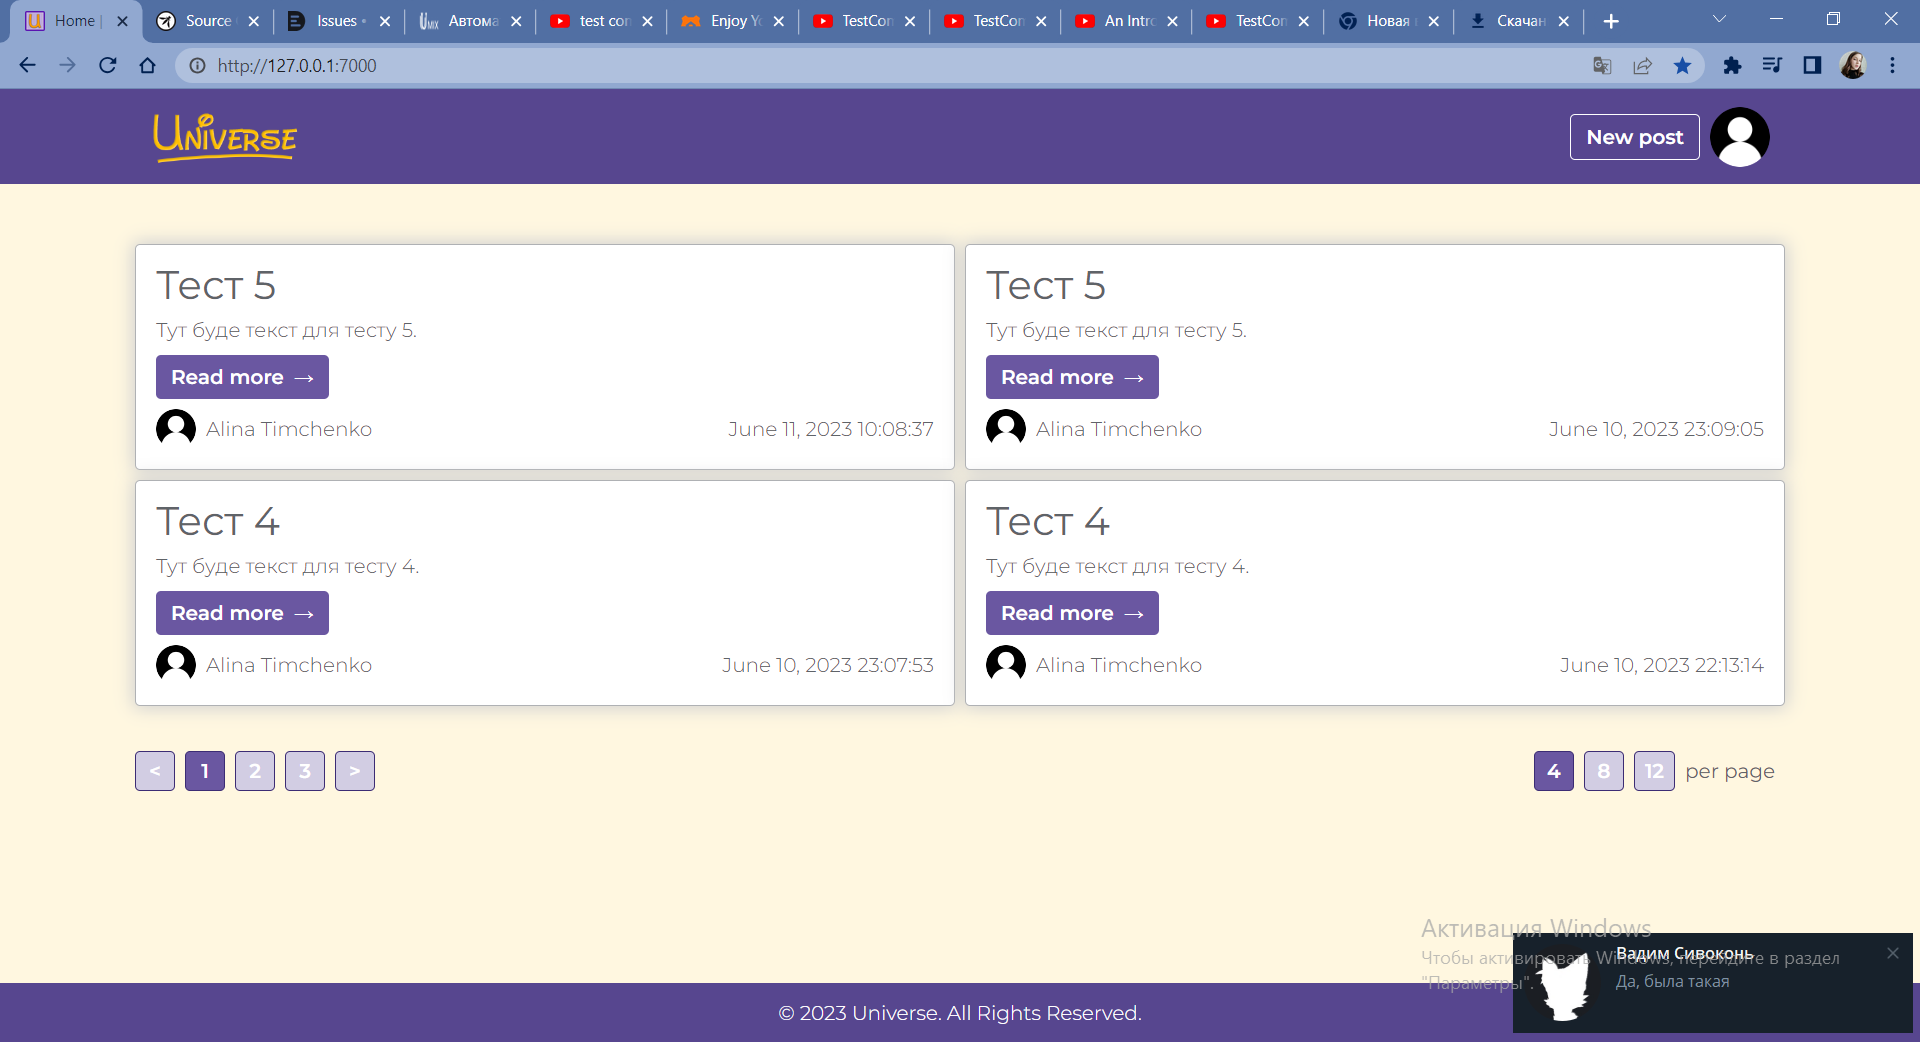 Home |
Source
Issues •
Автома
test con
Enjoy Yo
TestCon
TestCon
An Intro
TestCon
Новая
Скачан
http://127.0.0.1:7000
Universe
New post
Тест 5
Тут буде текст для тесту 5.
Read more →
Alina Timchenko
June 11, 2023 10:08:37
Тест 5
Тут буде текст для тесту 5.
Read more →
Alina Timchenko
June 10, 2023 23:09:05
Тест 4
Тут буде текст для тесту 4.
Read more →
Alina Timchenko
June 10, 2023 23:07:53
Тест 4
Тут буде текст для тесту 4.
Read more →
Alina Timchenko
June 10, 2023 22:13:14
< 1 2 3 >
4 8 12 per page
Активация Windows
Чтобы активировать Windows, перейдите в раздел
"Параметры".
Вадим Сивоконь
Да, была такая
© 2023 Universe. All Rights Reserved.